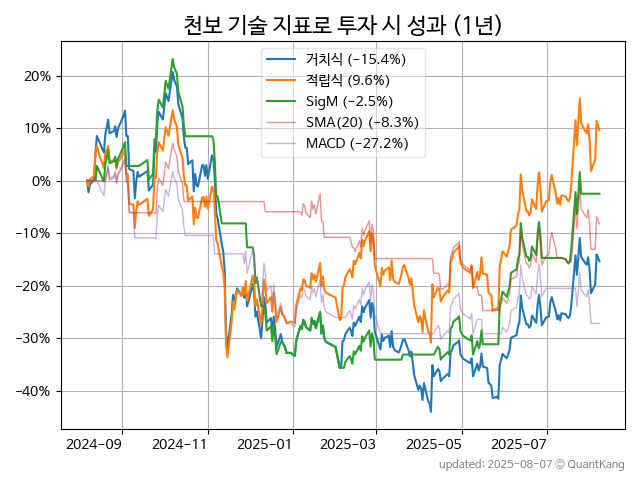 천보 기술 지표로 투자 시 성과 (1년)
거치식 (−15.4%)
적립식 (9.6%)
SigM (−2.5%)
SMA(20) (−8.3%)
MACD (−27.2%)
20%
10%
0%
−10%
−20%
−30%
−40%
2024-09
2024-11
2025-01
2025-03
2025-05
2025-07
updated: 2025-08-07 © QuantKang